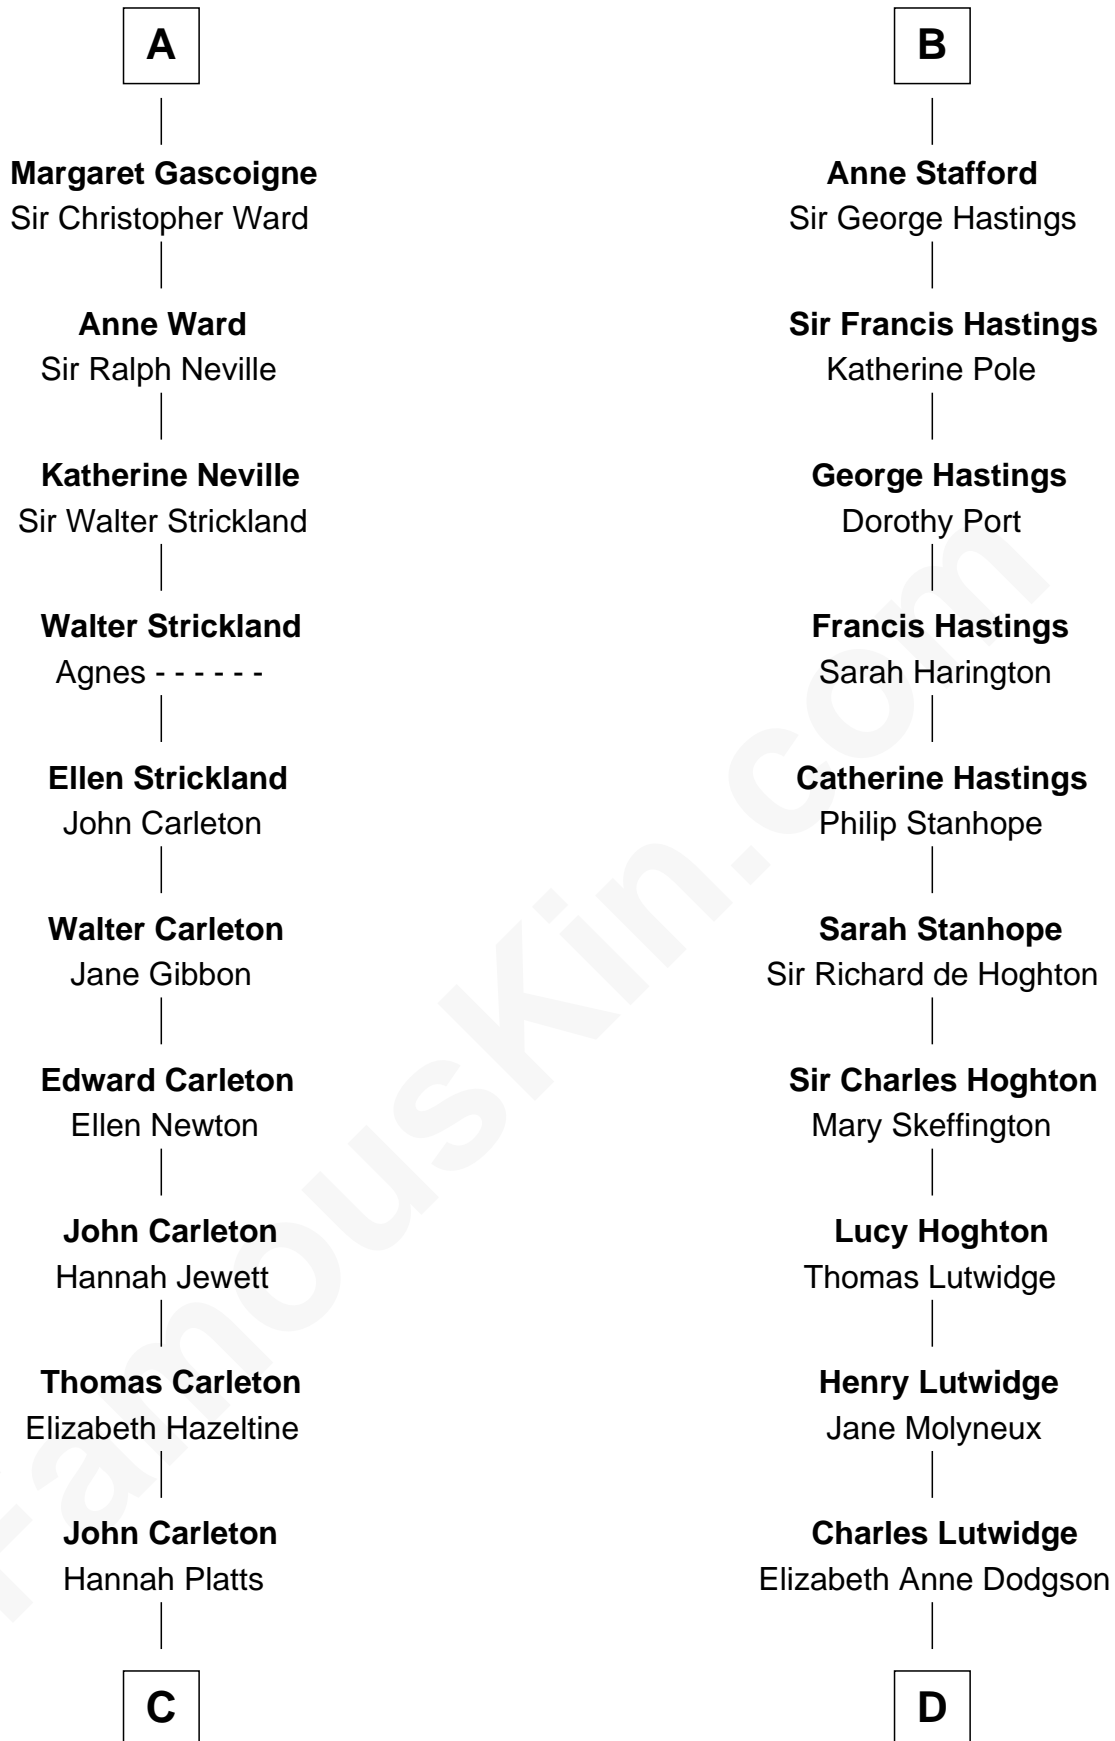 A
Margaret Gascoigne
Sir Christopher Ward
Anne Ward
Sir Ralph Neville
Katherine Neville
Sir Walter Strickland
Walter Strickland
Agnes - - - - - -
Ellen Strickland
John Carleton
Walter Carleton
Jane Gibbon
Edward Carleton
Ellen Newton
John Carleton
Hannah Jewett
Thomas Carleton
Elizabeth Hazeltine
John Carleton
Hannah Platts
C
B
Anne Stafford
Sir George Hastings
Sir Francis Hastings
Katherine Pole
George Hastings
Dorothy Port
Francis Hastings
Sarah Harington
Catherine Hastings
Philip Stanhope
Sarah Stanhope
Sir Richard de Hoghton
Sir Charles Hoghton
Mary Skeffington
Lucy Hoghton
Thomas Lutwidge
Henry Lutwidge
Jane Molyneux
Charles Lutwidge
Elizabeth Anne Dodgson
D
FamousKin.com